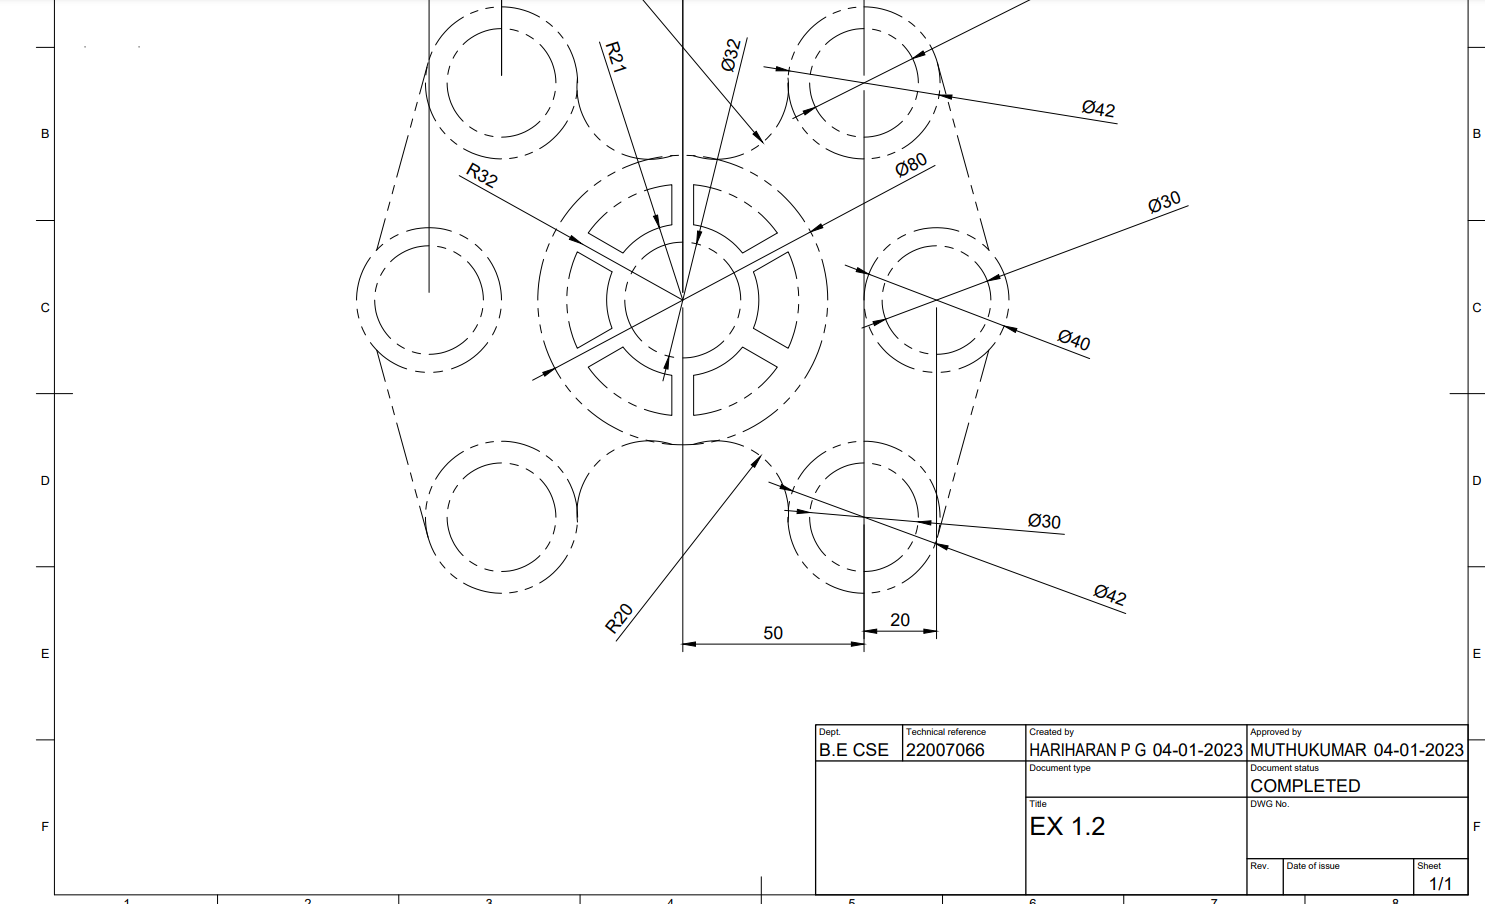 R21
Ø32
Ø42
B
B
R32
Ø80
Ø30
C
C
Ø40
D
D
Ø30
Ø42
R20
20
50
E
E
Dept.
B.E CSE
Technical reference
22007066
Created by
HARIHARAN P G 04-01-2023
Approved by
MUTHUKUMAR 04-01-2023
Document type
Document status
COMPLETED
Title
EX 1.2
DWG No.
F
F
Rev.
Date of issue
Sheet
1/1
1
2
3
4
5
6
7
8